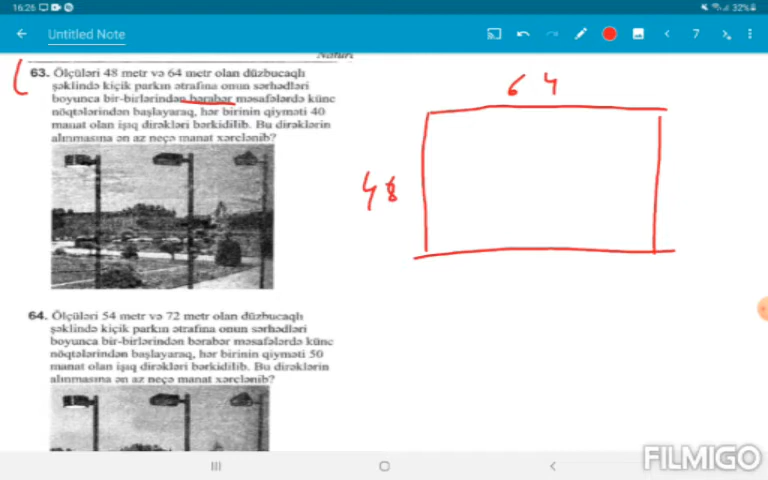 16:26
32%
Untitled Note
7
63. Ölçüləri 48 metr və 64 metr olan düzbucaqlı
şəklində kiçik parkın ətrafına onun sərhədləri
boyunca bir-birlərindən bərabər məsafələrdə künc
nöqtələrindən başlayaraq, hər birinin qiyməti 40
manat olan işıq dirəkləri bərkidilib. Bu dirəklərin
alınmasına ən az neçə manat xərclənib?
64
48
64. Ölçüləri 54 metr və 72 metr olan düzbucaqlı
şəklində kiçik parkın ətrafına onun sərhədləri
boyunca bir-birlərindən bərabər məsafələrdə künc
nöqtələrindən başlayaraq, hər birinin qiyməti 50
manat olan işıq dirəkləri bərkidilib. Bu dirəklərin
alınmasına ən az neçə manat xərclənib?
FILMIGO